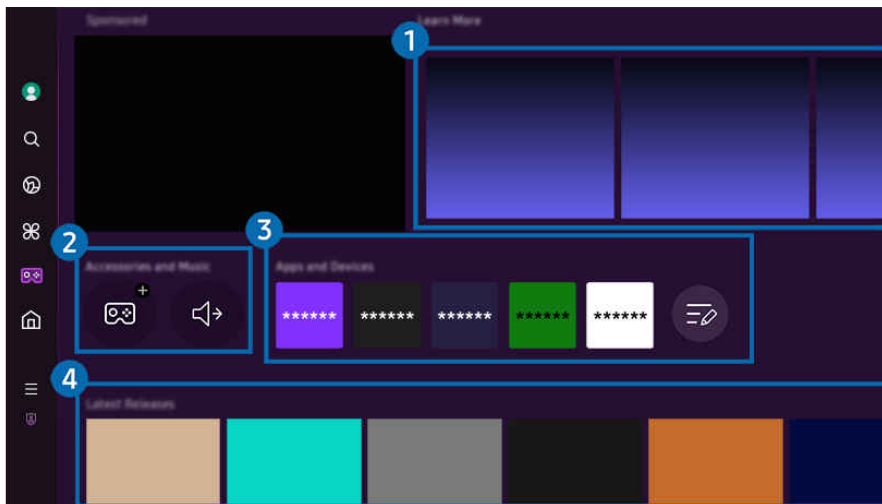 Sponsored
Learn More
1
2
3
Accessories and Music
Apps and Devices
****** ****** ****** ****** ******
4
Latest Releases